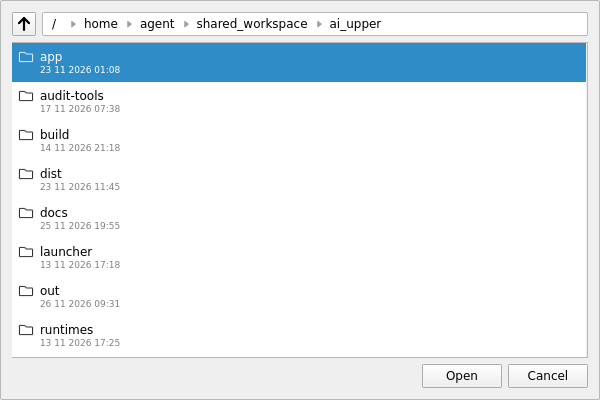 / home agent shared_workspace ai_upper
app
23 11 2026 01:08
audit-tools
17 11 2026 07:38
build
14 11 2026 21:18
dist
23 11 2026 11:45
docs
25 11 2026 19:55
launcher
13 11 2026 17:18
out
26 11 2026 09:31
runtimes
13 11 2026 17:25
Open Cancel